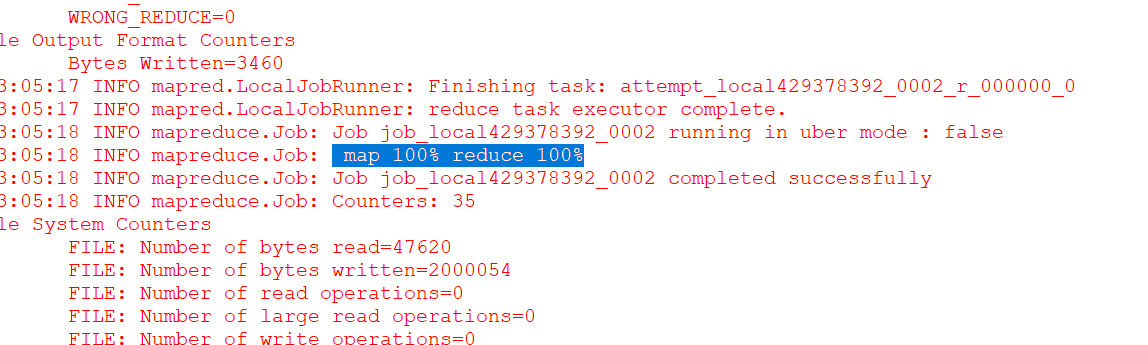 WRONG_REDUCE=0
le Output Format Counters
Bytes Written=3460
3:05:17 INFO mapred.LocalJobRunner: Finishing task: attempt_local429378392_0002_r_000000_0
3:05:17 INFO mapred.LocalJobRunner: reduce task executor complete.
3:05:18 INFO mapreduce.Job: Job job_local429378392_0002 running in uber mode : false
3:05:18 INFO mapreduce.Job:  map 100% reduce 100%
3:05:18 INFO mapreduce.Job: Job job_local429378392_0002 completed successfully
3:05:18 INFO mapreduce.Job: Counters: 35
le System Counters
FILE: Number of bytes read=47620
FILE: Number of bytes written=2000054
FILE: Number of read operations=0
FILE: Number of large read operations=0
FILE: Number of write operations=0